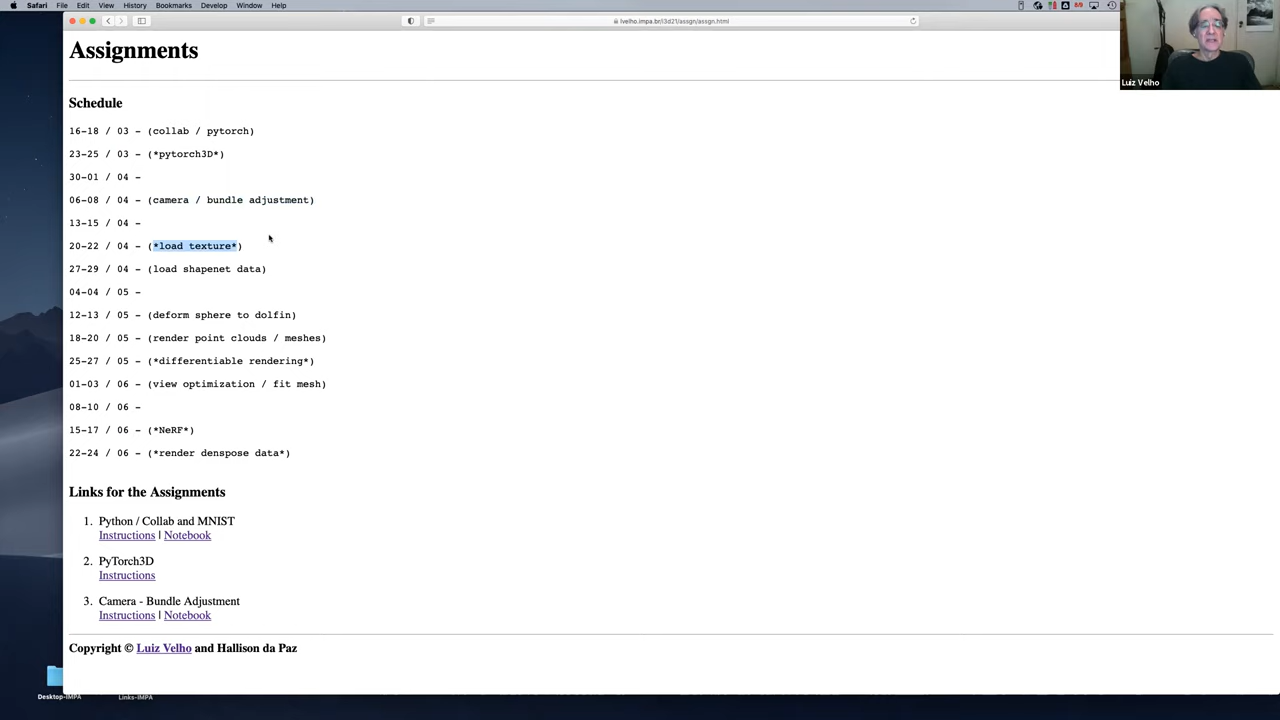 Safari File Edit View History Bookmarks Develop Window Help
lvelho.impa.br/i3d21/assgn/assgn.html
Luiz Velho
Assignments
Schedule
16-18 / 03 - (collab / pytorch)
23-25 / 03 - (*pytorch3D*)
30-01 / 04 -
06-08 / 04 - (camera / bundle adjustment)
13-15 / 04 -
20-22 / 04 - (*load texture*)
27-29 / 04 - (load shapenet data)
04-04 / 05 -
12-13 / 05 - (deform sphere to dolfin)
18-20 / 05 - (render point clouds / meshes)
25-27 / 05 - (*differentiable rendering*)
01-03 / 06 - (view optimization / fit mesh)
08-10 / 06 -
15-17 / 06 - (*NeRF*)
22-24 / 06 - (*render denspose data*)
Links for the Assignments
1. Python / Collab and MNIST
Instructions | Notebook
2. PyTorch3D
Instructions
3. Camera - Bundle Adjustment
Instructions | Notebook
Copyright © Luiz Velho and Hallison da Paz
Desktop-IMPA Links-IMPA